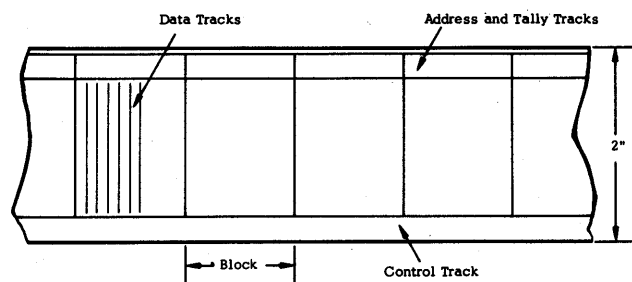 Data Tracks
Address and Tally Tracks
2"
Block
Control Track